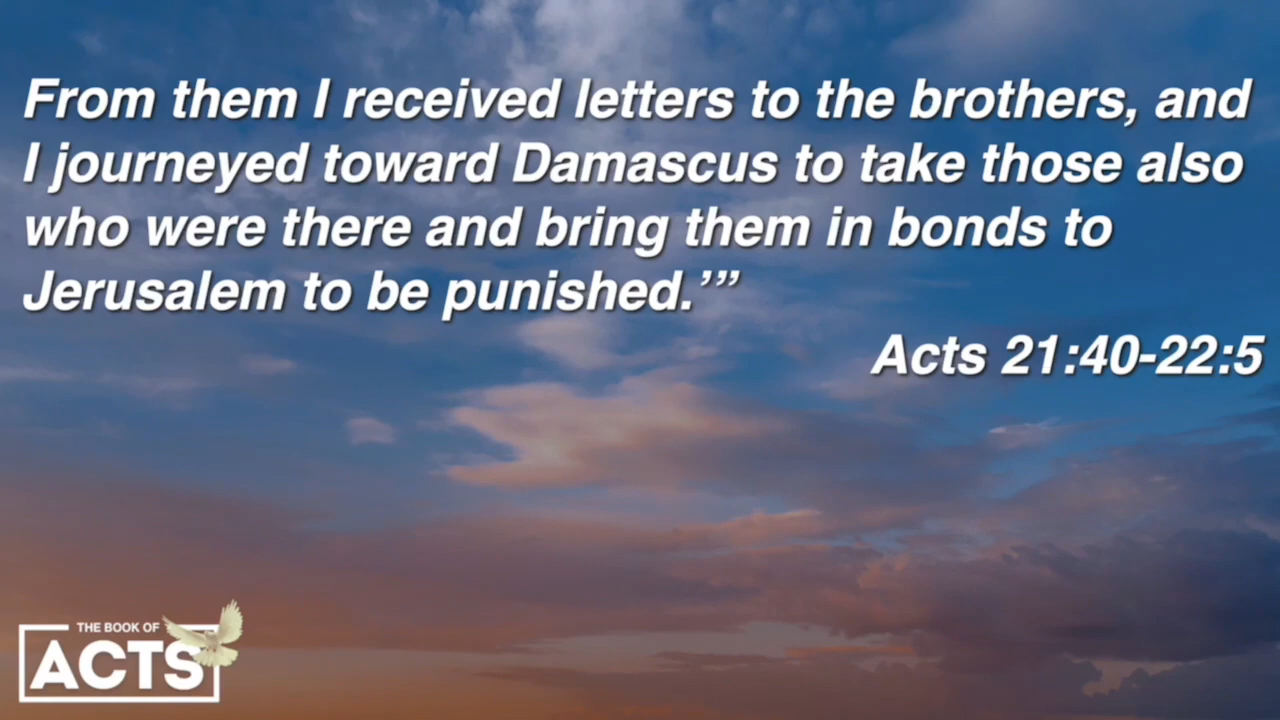 From them I received letters to the brothers, and
I journeyed toward Damascus to take those also
who were there and bring them in bonds to
Jerusalem to be punished.’”
Acts 21:40-22:5
THE BOOK OF
ACTS